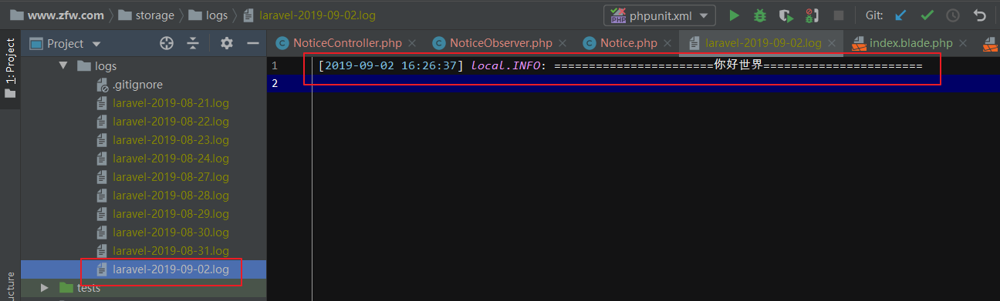 www.zfw.com storage logs laravel-2019-09-02.log phpunit.xml Git:
1: Project
Project
NoticeController.php NoticeObserver.php Notice.php laravel-2019-09-02.log index.blade.php
logs
.gitignore
laravel-2019-08-21.log
laravel-2019-08-22.log
laravel-2019-08-23.log
laravel-2019-08-24.log
laravel-2019-08-27.log
laravel-2019-08-28.log
laravel-2019-08-29.log
laravel-2019-08-30.log
laravel-2019-08-31.log
laravel-2019-09-02.log
tests
1 [2019-09-02 16:26:37] local.INFO: =======================你好世界=======================
2
ucture